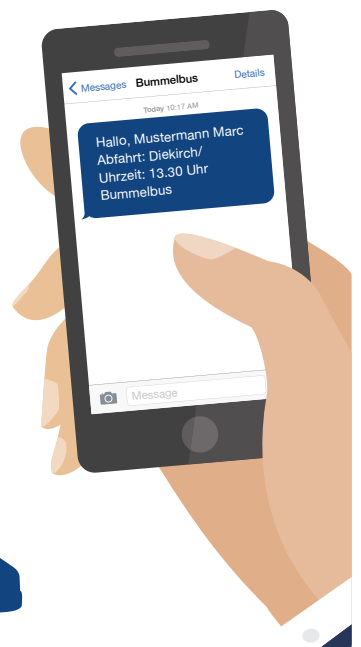 Messages Bummelbus Details
Today 10:17 AM
Hallo, Mustermann Marc
Abfahrt: Diekirch/
Uhrzeit: 13.30 Uhr
Bummelbus
Message